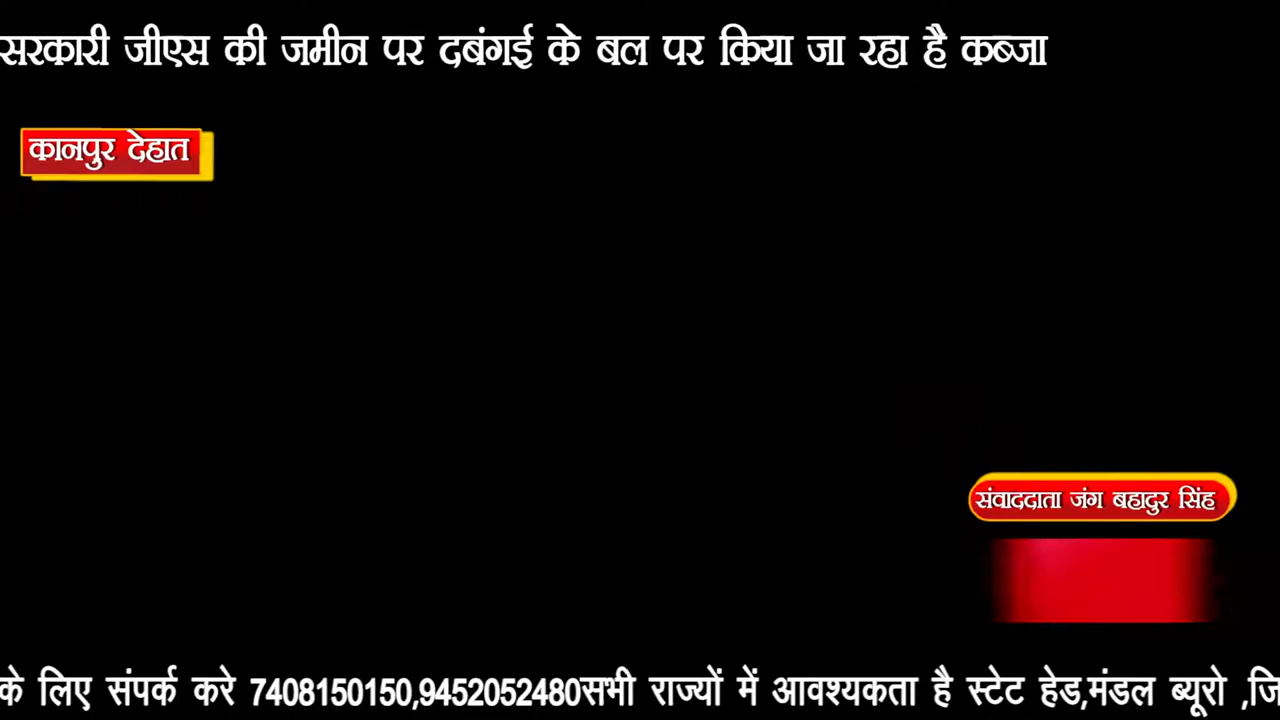 सरकारी जीएस की जमीन पर दबंगई के बल पर किया जा रहा है कब्जा
कानपुर देहात
संवाददाता जंग बहादुर सिंह
के लिए संपर्क करे 7408150150,9452052480सभी राज्यों में आवश्यकता है स्टेट हेड,मंडल ब्यूरो ,जि